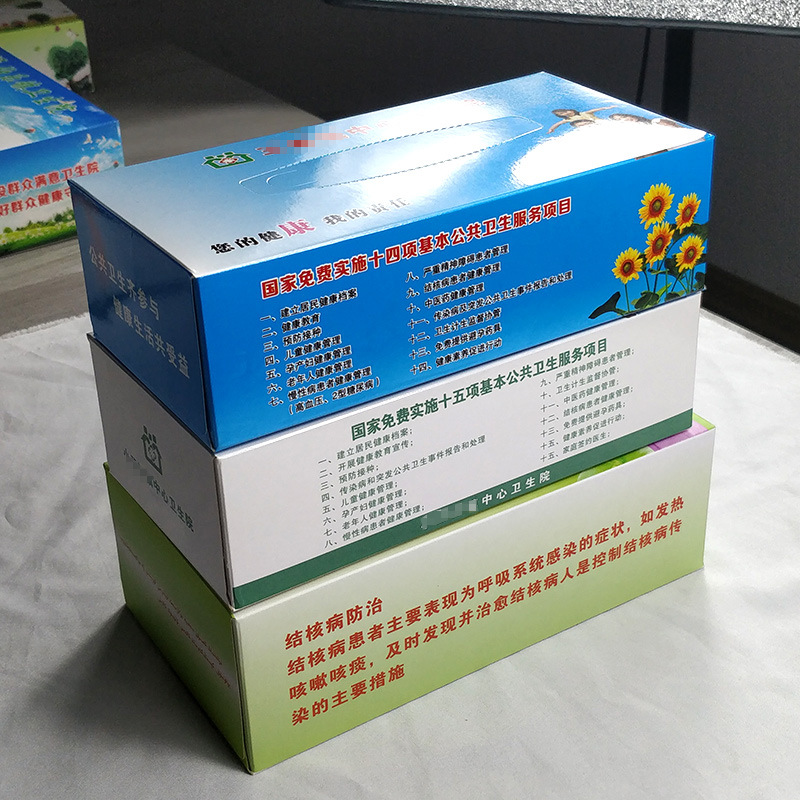 您的健康 我的责任
公共卫生齐参与
健康生活共受益
国家免费实施十四项基本公共卫生服务项目
一、建立居民健康档案
二、健康教育
三、预防接种
四、儿童健康管理
五、孕产妇健康管理
六、老年人健康管理
七、慢性病患者健康管理
(高血压、2型糖尿病)
八、严重精神障碍患者管理
九、结核病患者健康管理
十、中医药健康管理
十一、传染病及突发公共卫生事件报告和处理
十二、卫生计生监督协管
十三、免费提供避孕药具
十四、健康素养促进行动
中心卫生院
国家免费实施十五项基本公共卫生服务项目
一、建立居民健康档案；
二、开展健康教育宣传；
三、预防接种；
四、传染病和突发公共卫生事件报告和处理
五、儿童健康管理；
六、孕产妇健康管理；
七、老年人健康管理；
八、慢性病患者健康管理；
九、严重精神障碍患者管理；
十、卫生计生监督协管；
十一、中医药健康管理；
十二、结核病患者健康管理；
十三、免费提供避孕药具；
十五、健康素养促进行动；
十五、家庭签约医生；
中心卫生院
结核病防治
结核病患者主要表现为呼吸系统感染的症状，如发热
咳嗽咳痰，及时发现并治愈结核病人是控制结核病传
染的主要措施
群众满意卫生院
好群众健康守